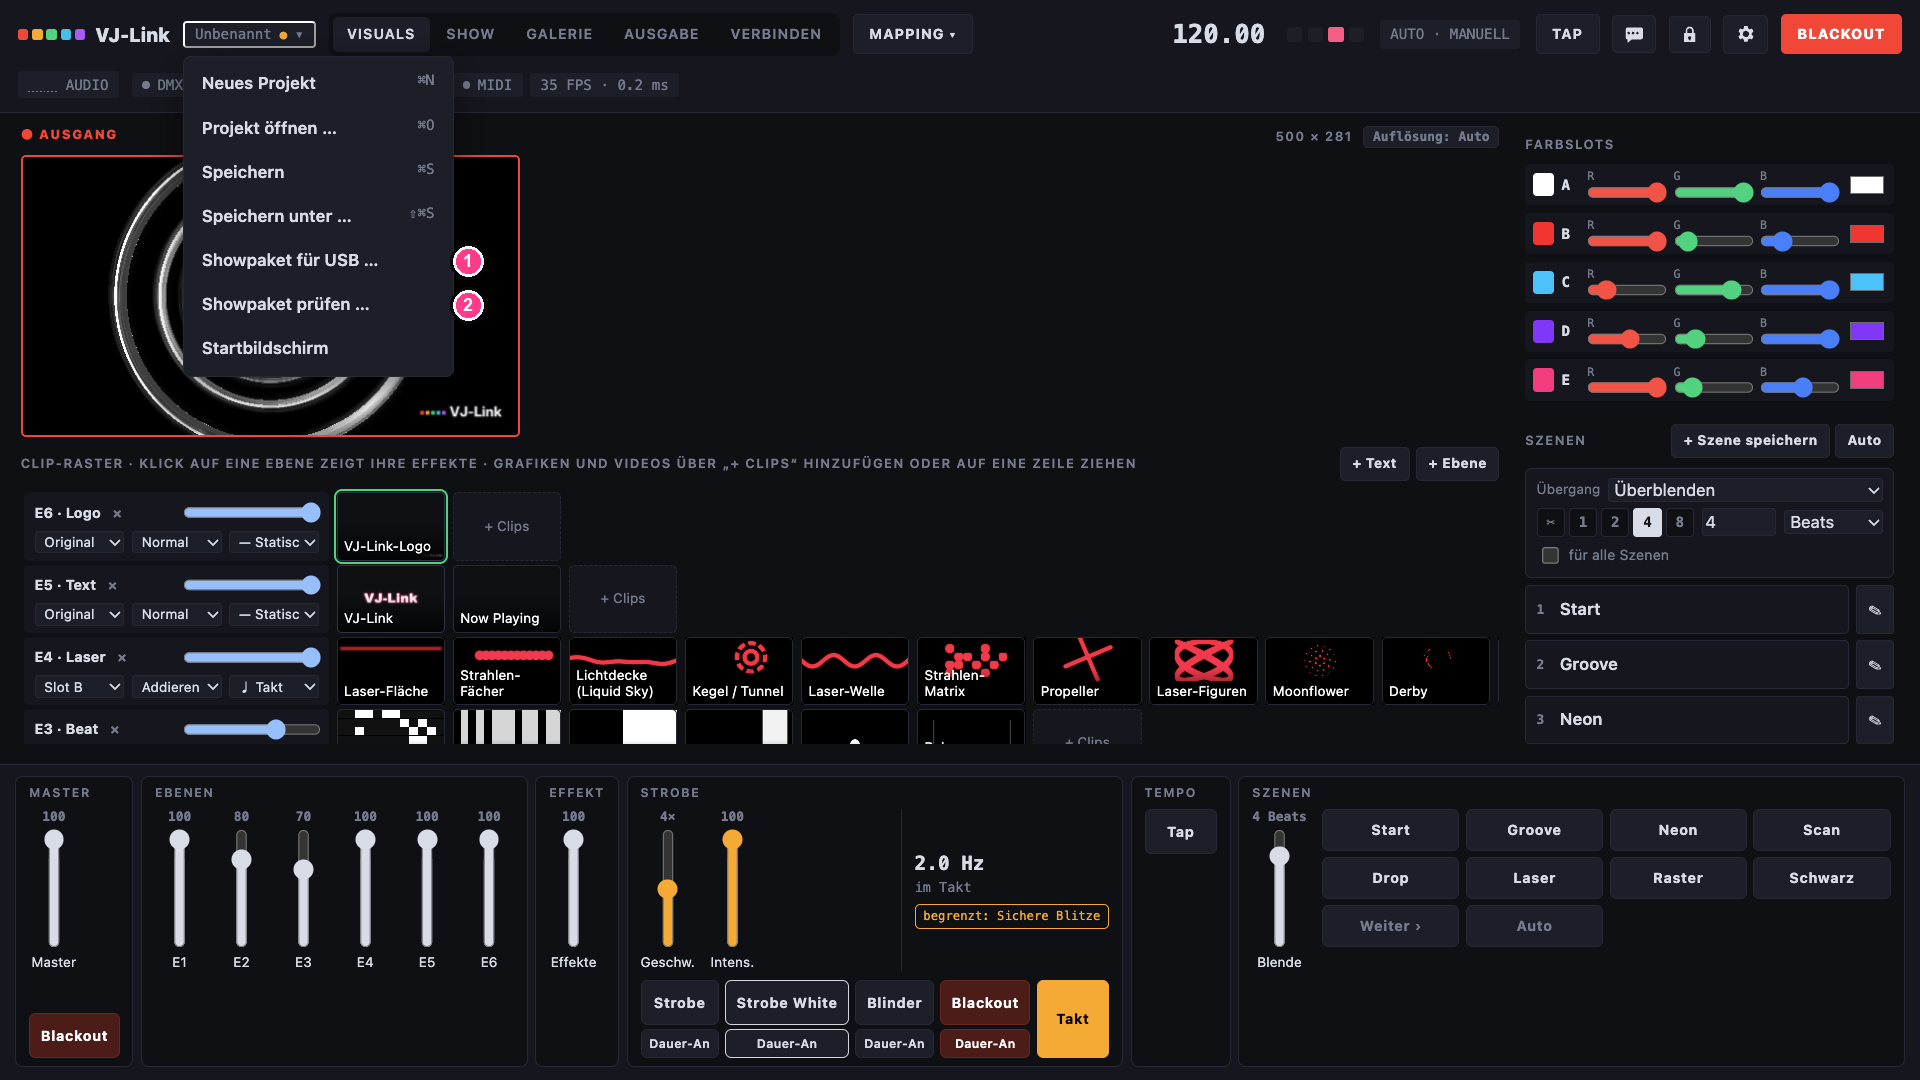 VJ-Link
Unbenannt
VISUALS SHOW GALERIE AUSGABE VERBINDEN
MAPPING
120.00
AUTO · MANUELL
TAP
BLACKOUT
AUDIO
DMX
MIDI
35 FPS · 0.2 ms
Neues Projekt ⌘N
Projekt öffnen ... ⌘O
Speichern ⌘S
Speichern unter ... ⇧⌘S
Showpaket für USB ... 1
Showpaket prüfen ... 2
Startbildschirm
AUSGANG
500 × 281
Auflösung: Auto
VJ-Link
FARBSLOTS
A R G B
B R G B
C R G B
D R G B
E R G B
CLIP-RASTER · KLICK AUF EINE EBENE ZEIGT IHRE EFFEKTE · GRAFIKEN UND VIDEOS ÜBER „+ CLIPS“ HINZUFÜGEN ODER AUF EINE ZEILE ZIEHEN
+ Text
+ Ebene
E6 · Logo ×
Original Normal — Statisc
VJ-Link-Logo
+ Clips
E5 · Text ×
Original Normal — Statisc
VJ-Link
VJ-Link
Now Playing
+ Clips
E4 · Laser ×
Slot B Addieren ♩ Takt
Laser-Fläche
Strahlen-
Fächer
Lichtdecke
(Liquid Sky)
Kegel / Tunnel
Laser-Welle
Strahlen-
Matrix
Propeller
Laser-Figuren
Moonflower
Derby
E3 · Beat ×
+ Clips
SZENEN
+ Szene speichern
Auto
Übergang Überblenden
1 2 4 8 4 Beats
für alle Szenen
1 Start
2 Groove
3 Neon
MASTER
100
Master
Blackout
EBENEN
100 80 70 100 100 100
E1 E2 E3 E4 E5 E6
EFFEKT
100
Effekte
STROBE
4× 100
Geschw. Intens.
2.0 Hz
im Takt
begrenzt: Sichere Blitze
Strobe Strobe White Blinder Blackout
Dauer-An Dauer-An Dauer-An Dauer-An
Takt
TEMPO
Tap
SZENEN
4 Beats
Blende
Start Groove Neon Scan
Drop Laser Raster Schwarz
Weiter › Auto